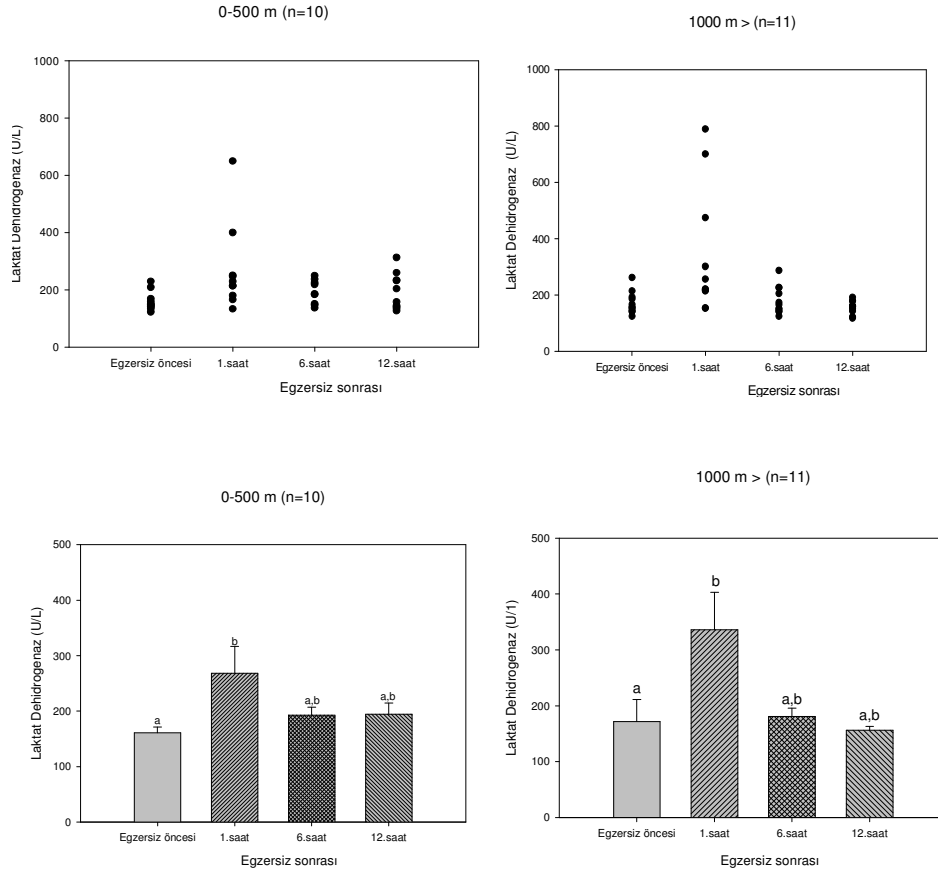 0-500 m (n=10)
Laktat Dehidrogenaz (U/L)
1000
800
600
400
200
0
Egzersiz öncesi 1.saat 6.saat 12.saat
Egzersiz sonrası
1000 m > (n=11)
Laktat Dehidrogenaz (U/L)
1000
800
600
400
200
0
Egzersiz öncesi 1.saat 6.saat 12.saat
Egzersiz sonrası
0-500 m (n=10)
Laktat Dehidrogenaz (U/L)
500
400
300
200
100
0
a b a,b a,b
Egzersiz öncesi 1.saat 6.saat 12.saat
Egzersiz sonrası
1000 m > (n=11)
Laktat Dehidrogenaz (U/1)
500
400
300
200
100
0
a b a,b a,b
Egzersiz öncesi 1.saat 6.saat 12.saat
Egzersiz sonrası